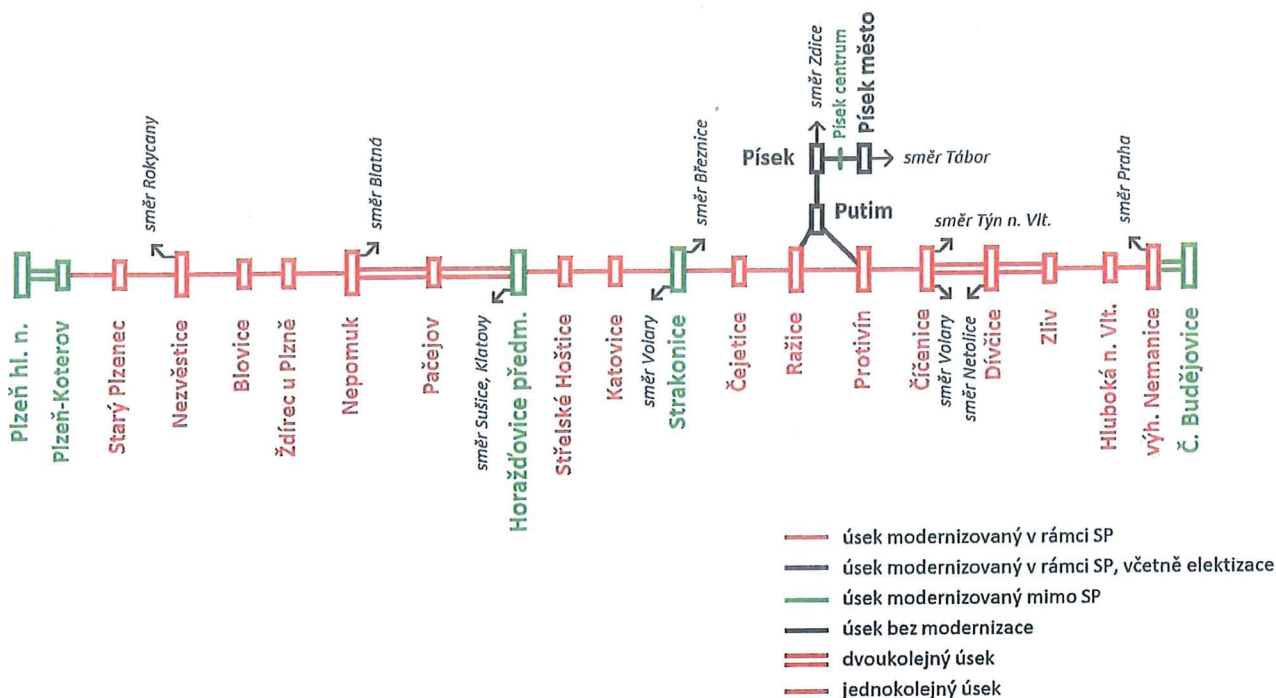 směr Rokycany
směr Blatná
směr Březnice
směr Zdice
Písek centrum
Písek město
Písek
směr Tábor
Putim
směr Týn n. Vlt.
směr Praha
Plzeň hl. n.
Plzeň-Koterov
Starý Plzenec
Nezvěstice
Blovice
Ždírec u Plzně
Nepomuk
Pačejov
směr Sušice, Klatovy
Horažďovice předm.
Střelské Hoštice
Katovice
směr Volary
Strakonice
Čejetice
Ražice
Protivín
Číčenice
směr Volary
směr Netolice
Dívčice
Zliv
Hluboká n. Vlt.
výh. Nemanice
Č. Budějovice
úsek modernizovaný v rámci SP
úsek modernizovaný v rámci SP, včetně elektizace
úsek modernizovaný mimo SP
úsek bez modernizace
dvoukolejný úsek
jednokolejný úsek